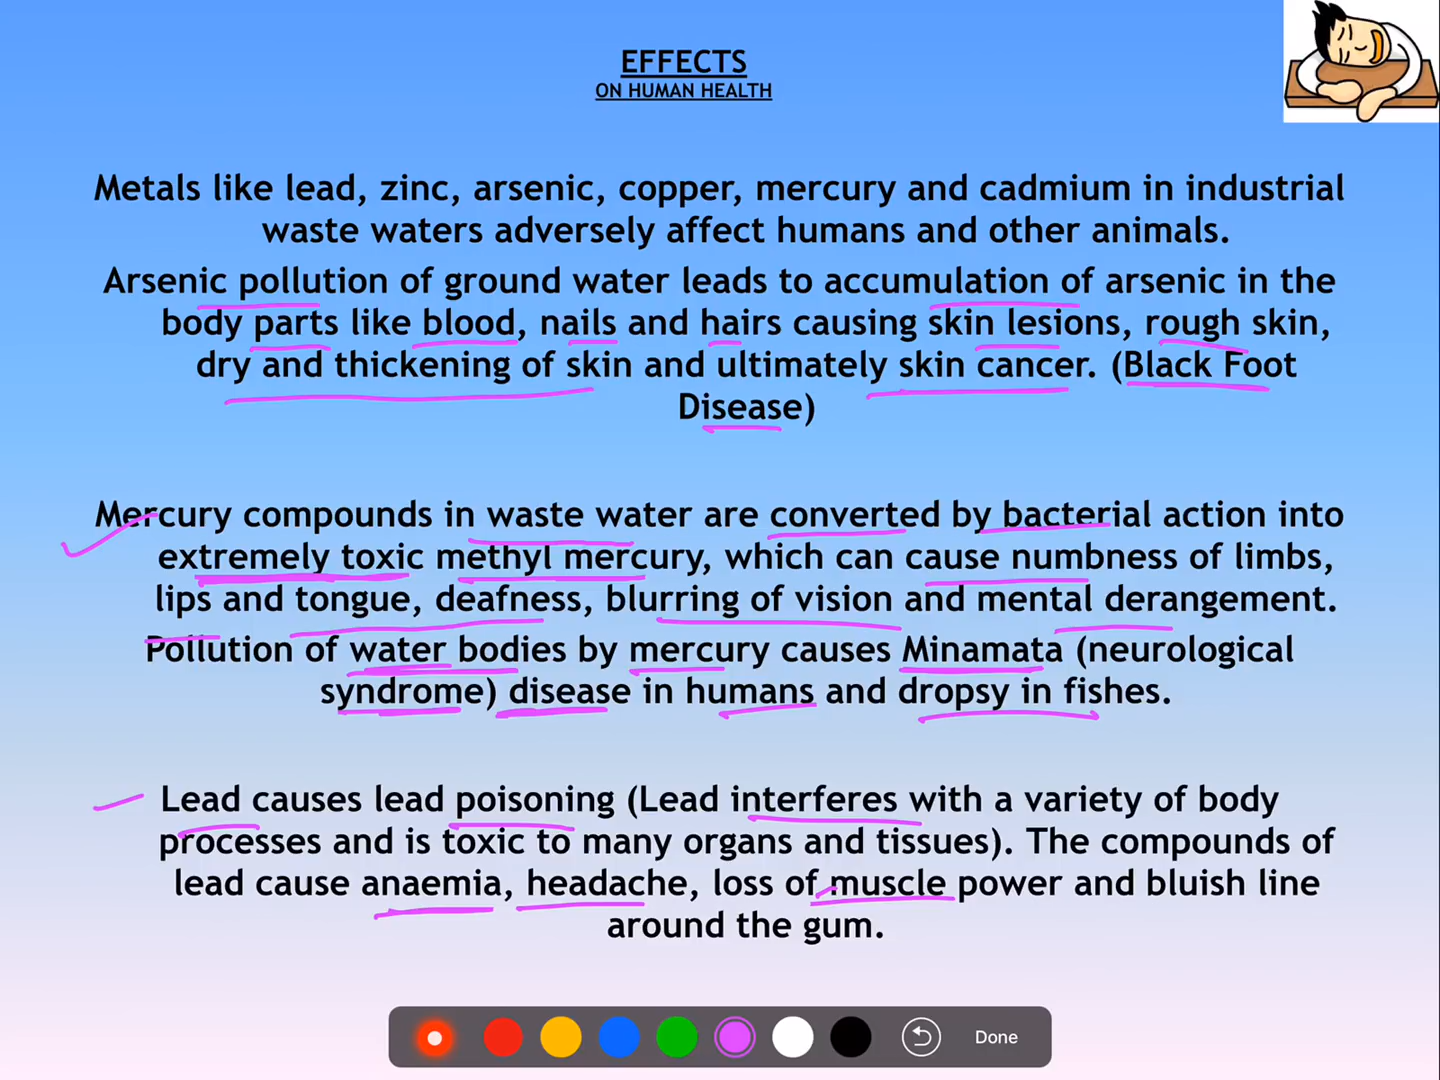 EFFECTS
ON HUMAN HEALTH
Metals like lead, zinc, arsenic, copper, mercury and cadmium in industrial
waste waters adversely affect humans and other animals.
Arsenic pollution of ground water leads to accumulation of arsenic in the
body parts like blood, nails and hairs causing skin lesions, rough skin,
dry and thickening of skin and ultimately skin cancer. (Black Foot
Disease)
Mercury compounds in waste water are converted by bacterial action into
extremely toxic methyl mercury, which can cause numbness of limbs,
lips and tongue, deafness, blurring of vision and mental derangement.
Pollution of water bodies by mercury causes Minamata (neurological
syndrome) disease in humans and dropsy in fishes.
Lead causes lead poisoning (Lead interferes with a variety of body
processes and is toxic to many organs and tissues). The compounds of
lead cause anaemia, headache, loss of muscle power and bluish line
around the gum.
Done